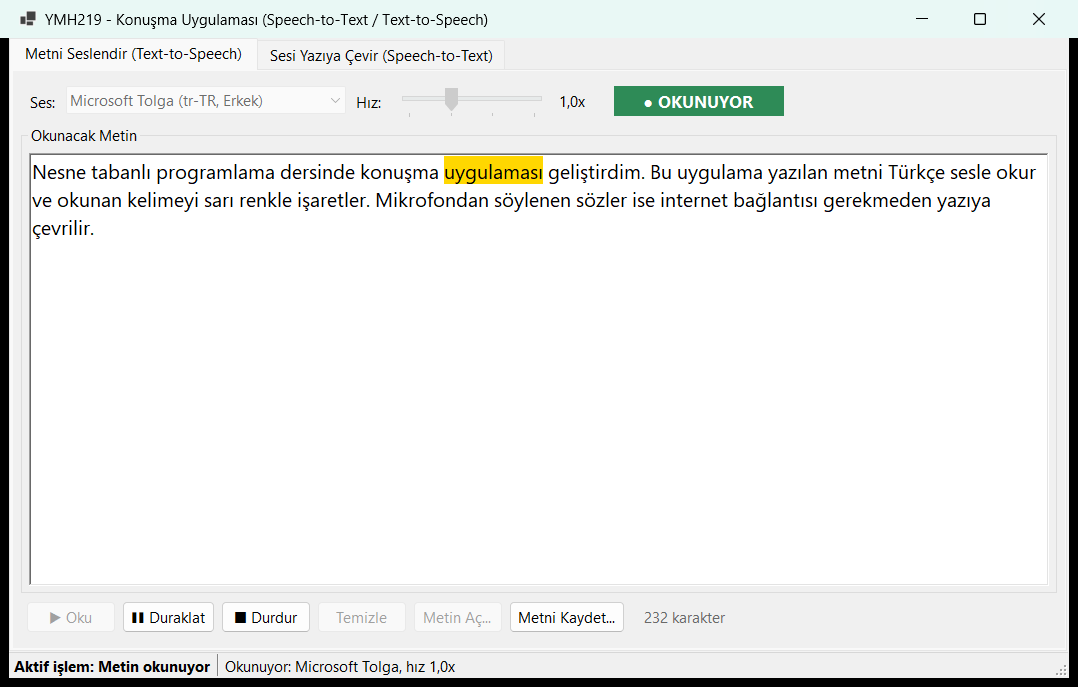 YMH219 - Konuşma Uygulaması (Speech-to-Text / Text-to-Speech)
Metni Seslendir (Text-to-Speech) Sesi Yazıya Çevir (Speech-to-Text)
Ses: Microsoft Tolga (tr-TR, Erkek) Hız: 1,0x ● OKUNUYOR
Okunacak Metin
Nesne tabanlı programlama dersinde konuşma uygulaması geliştirdim. Bu uygulama yazılan metni Türkçe sesle okur
ve okunan kelimeyi sarı renkle işaretler. Mikrofondan söylenen sözler ise internet bağlantısı gerekmeden yazıya
çevrilir.
Oku Duraklat Durdur Temizle Metin Aç... Metni Kaydet... 232 karakter
Aktif işlem: Metin okunuyor Okunuyor: Microsoft Tolga, hız 1,0x